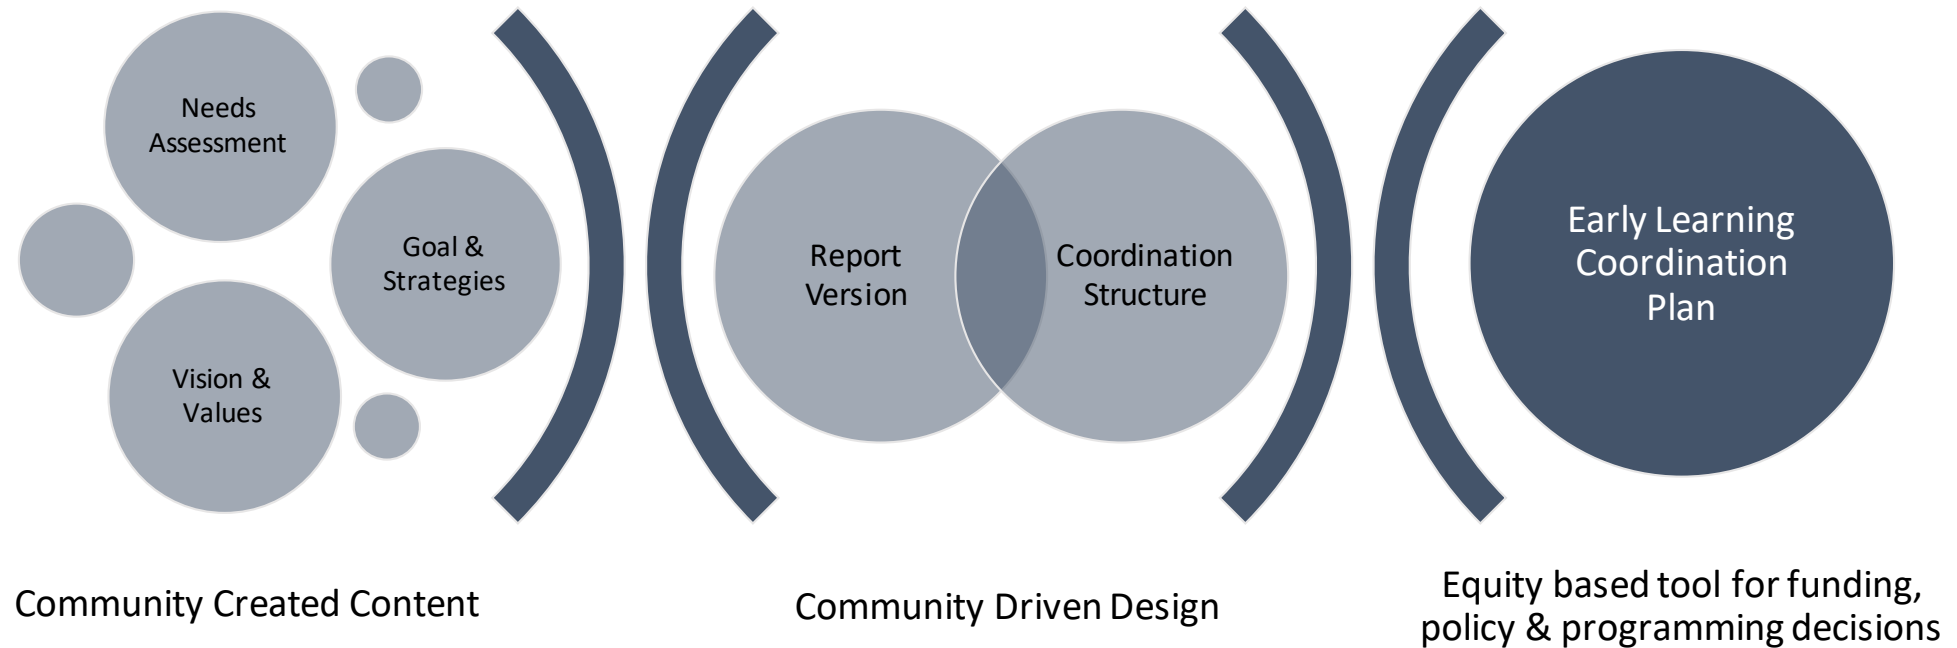 Needs
Assessment
Goal &
Strategies
Vision &
Values
Report
Version
Coordination
Structure
Early Learning
Coordination
Plan
Community Created Content
Community Driven Design
Equity based tool for funding,
policy & programming decisions